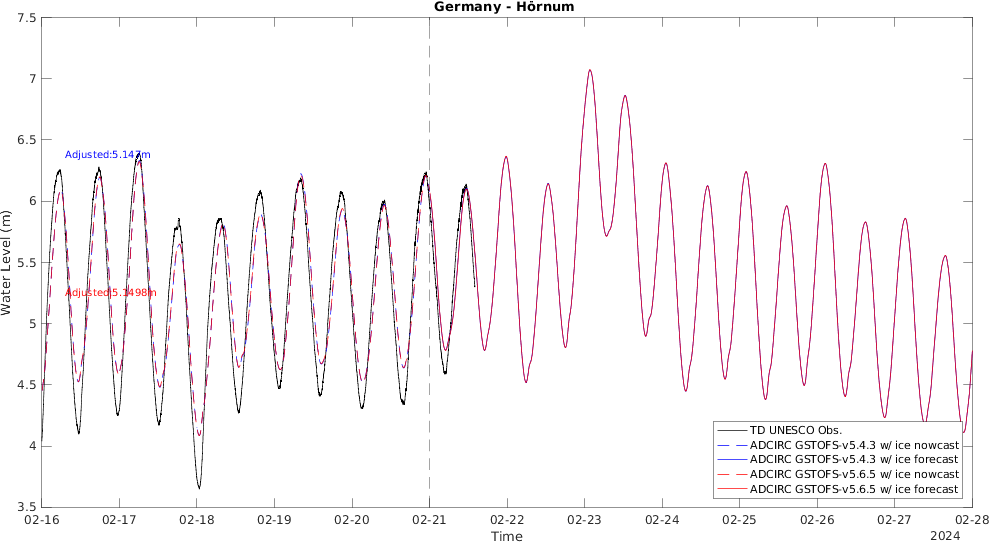 Germany - Hörnum
7.5
7
6.5
6
5.5
5
4.5
4
3.5
Water Level (m)
Adjusted:5.147m
Adjusted:5.1498m
TD UNESCO Obs.
ADCIRC GSTOFS-v5.4.3 w/ ice nowcast
ADCIRC GSTOFS-v5.4.3 w/ ice forecast
ADCIRC GSTOFS-v5.6.5 w/ ice nowcast
ADCIRC GSTOFS-v5.6.5 w/ ice forecast
02-16 02-17 02-18 02-19 02-20 02-21 02-22 02-23 02-24 02-25 02-26 02-27 02-28
Time
2024